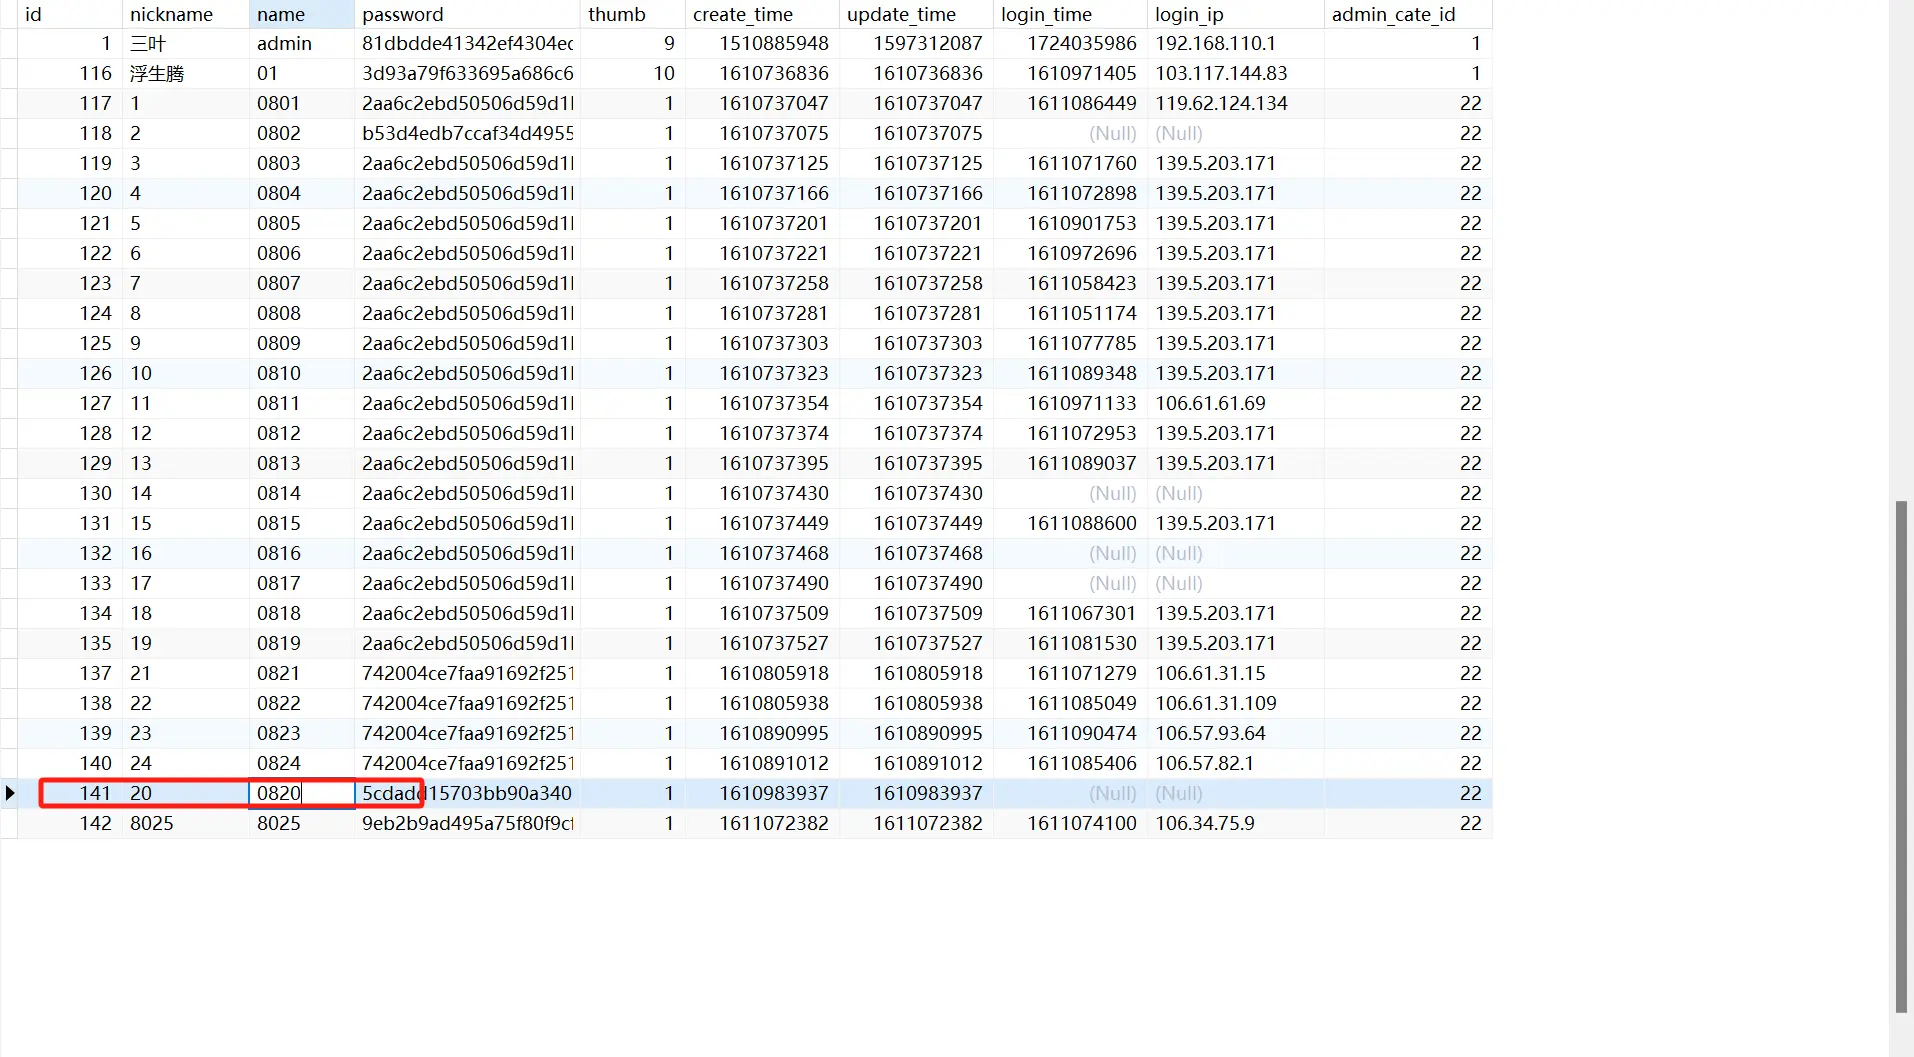 id nickname name password thumb create_time update_time login_time login_ip admin_cate_id
1 三叶 admin 81dbdde41342ef4304ec 9 1510885948 1597312087 1724035986 192.168.110.1 1
116 浮生腾 01 3d93a79f633695a686c6 10 1610736836 1610736836 1610971405 103.117.144.83 1
117 1 0801 2aa6c2ebd50506d59d1l 1 1610737047 1610737047 1611086449 119.62.124.134 22
118 2 0802 b53d4edb7ccaf34d4955 1 1610737075 1610737075 (Null) (Null) 22
119 3 0803 2aa6c2ebd50506d59d1l 1 1610737125 1610737125 1611071760 139.5.203.171 22
120 4 0804 2aa6c2ebd50506d59d1l 1 1610737166 1610737166 1611072898 139.5.203.171 22
121 5 0805 2aa6c2ebd50506d59d1l 1 1610737201 1610737201 1610901753 139.5.203.171 22
122 6 0806 2aa6c2ebd50506d59d1l 1 1610737221 1610737221 1610972696 139.5.203.171 22
123 7 0807 2aa6c2ebd50506d59d1l 1 1610737258 1610737258 1611058423 139.5.203.171 22
124 8 0808 2aa6c2ebd50506d59d1l 1 1610737281 1610737281 1611051174 139.5.203.171 22
125 9 0809 2aa6c2ebd50506d59d1l 1 1610737303 1610737303 1611077785 139.5.203.171 22
126 10 0810 2aa6c2ebd50506d59d1l 1 1610737323 1610737323 1611089348 139.5.203.171 22
127 11 0811 2aa6c2ebd50506d59d1l 1 1610737354 1610737354 1610971133 106.61.61.69 22
128 12 0812 2aa6c2ebd50506d59d1l 1 1610737374 1610737374 1611072953 139.5.203.171 22
129 13 0813 2aa6c2ebd50506d59d1l 1 1610737395 1610737395 1611089037 139.5.203.171 22
130 14 0814 2aa6c2ebd50506d59d1l 1 1610737430 1610737430 (Null) (Null) 22
131 15 0815 2aa6c2ebd50506d59d1l 1 1610737449 1610737449 1611088600 139.5.203.171 22
132 16 0816 2aa6c2ebd50506d59d1l 1 1610737468 1610737468 (Null) (Null) 22
133 17 0817 2aa6c2ebd50506d59d1l 1 1610737490 1610737490 (Null) (Null) 22
134 18 0818 2aa6c2ebd50506d59d1l 1 1610737509 1610737509 1611067301 139.5.203.171 22
135 19 0819 2aa6c2ebd50506d59d1l 1 1610737527 1610737527 1611081530 139.5.203.171 22
137 21 0821 742004ce7faa91692f251 1 1610805918 1610805918 1611071279 106.61.31.15 22
138 22 0822 742004ce7faa91692f251 1 1610805938 1610805938 1611085049 106.61.31.109 22
139 23 0823 742004ce7faa91692f251 1 1610890995 1610890995 1611090474 106.57.93.64 22
140 24 0824 742004ce7faa91692f251 1 1610891012 1610891012 1611085406 106.57.82.1 22
141 20 0820 5cdadd15703bb90a340 1 1610983937 1610983937 (Null) (Null) 22
142 8025 8025 9eb2b9ad495a75f80f9cf 1 1611072382 1611072382 1611074100 106.34.75.9 22